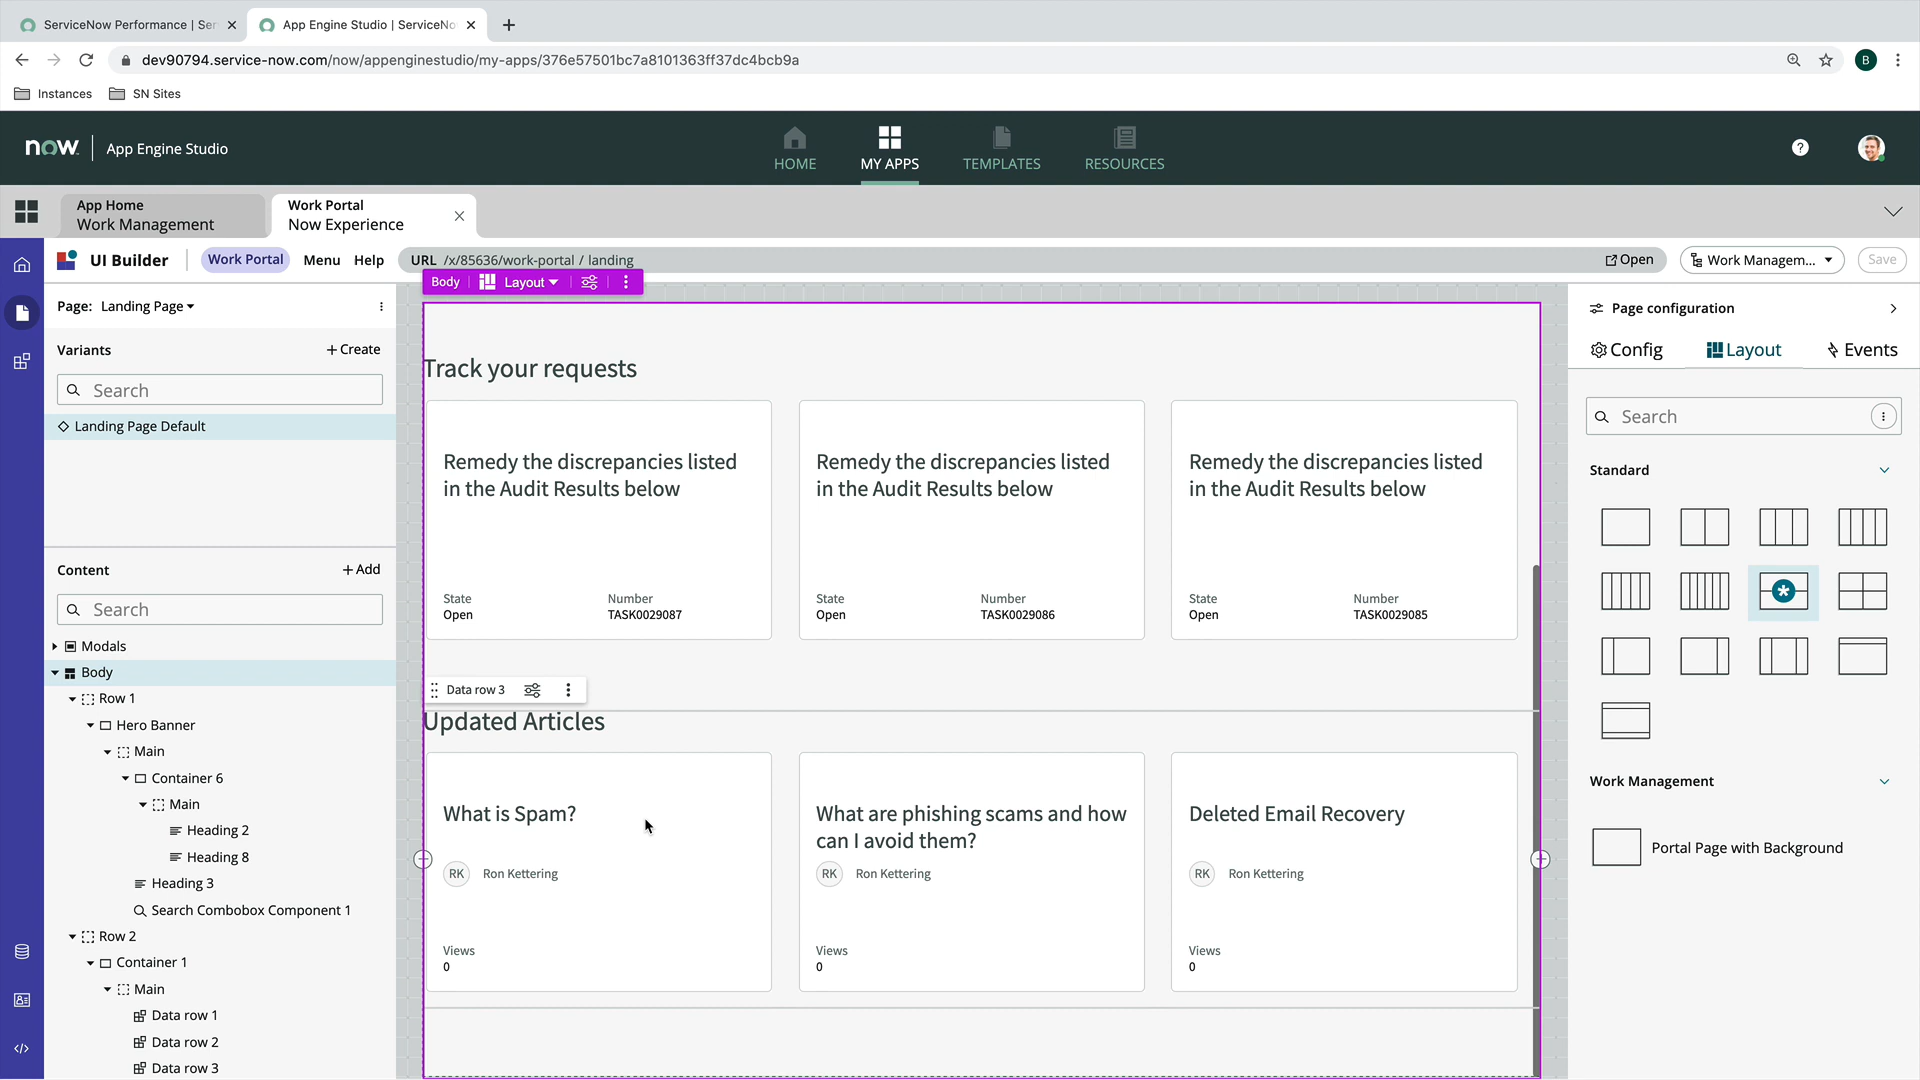 ServiceNow Performance | Ser
App Engine Studio | ServiceNo
dev90794.service-now.com/now/appenginestudio/my-apps/376e57501bc7a8101363ff37dc4bcb9a
B
Instances
SN Sites
now.
App Engine Studio
HOME
MY APPS
TEMPLATES
RESOURCES
?
App Home
Work Management
Work Portal
Now Experience
UI Builder
Work Portal
Menu
Help
URL /x/85636/work-portal / landing
Open
Work Managem...
Save
Page: Landing Page
Variants
+ Create
Search
Landing Page Default
Content
+ Add
Search
Modals
Body
Row 1
Hero Banner
Main
Container 6
Main
Heading 2
Heading 8
Heading 3
Search Combobox Component 1
Row 2
Container 1
Main
Data row 1
Data row 2
Data row 3
Body
Layout
Track your requests
Remedy the discrepancies listed
in the Audit Results below
State
Open
Number
TASK0029087
Remedy the discrepancies listed
in the Audit Results below
State
Open
Number
TASK0029086
Remedy the discrepancies listed
in the Audit Results below
State
Open
Number
TASK0029085
Data row 3
Updated Articles
What is Spam?
RK
Ron Kettering
Views
0
What are phishing scams and how
can I avoid them?
RK
Ron Kettering
Views
0
Deleted Email Recovery
RK
Ron Kettering
Views
0
Page configuration
Config
Layout
Events
Search
Standard
Work Management
Portal Page with Background